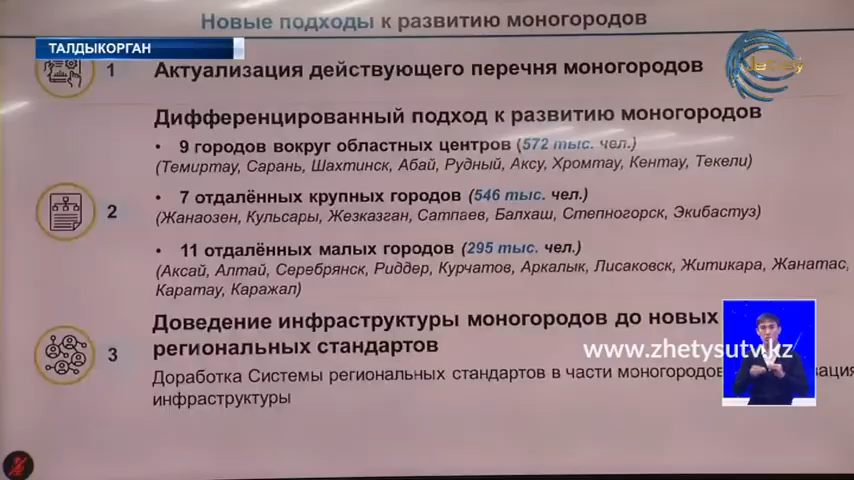 Новые подходы к развитию моногородов
ТАЛДЫКОРГАН
Jetisy
1 Актуализация действующего перечня моногородов
Дифференцированный подход к развитию моногородов
• 9 городов вокруг областных центров (572 тыс. чел.)
(Темиртау, Сарань, Шахтинск, Абай, Рудный, Аксу, Хромтау, Кентау, Текели)
2
• 7 отдалённых крупных городов (546 тыс. чел.)
(Жанаозен, Кульсары, Жезказган, Сатпаев, Балхаш, Степногорск, Экибастуз)
• 11 отдалённых малых городов (295 тыс. чел.)
(Аксай, Алтай, Серебрянск, Риддер, Курчатов, Аркалык, Лисаковск, Житикара, Жанатас,
Каратау, Каражал)
3
Доведение инфраструктуры моногородов до новых
региональных стандартов
www.zhetysutv.kz
Доработка Системы региональных стандартов в части моногородов
инфраструктуры